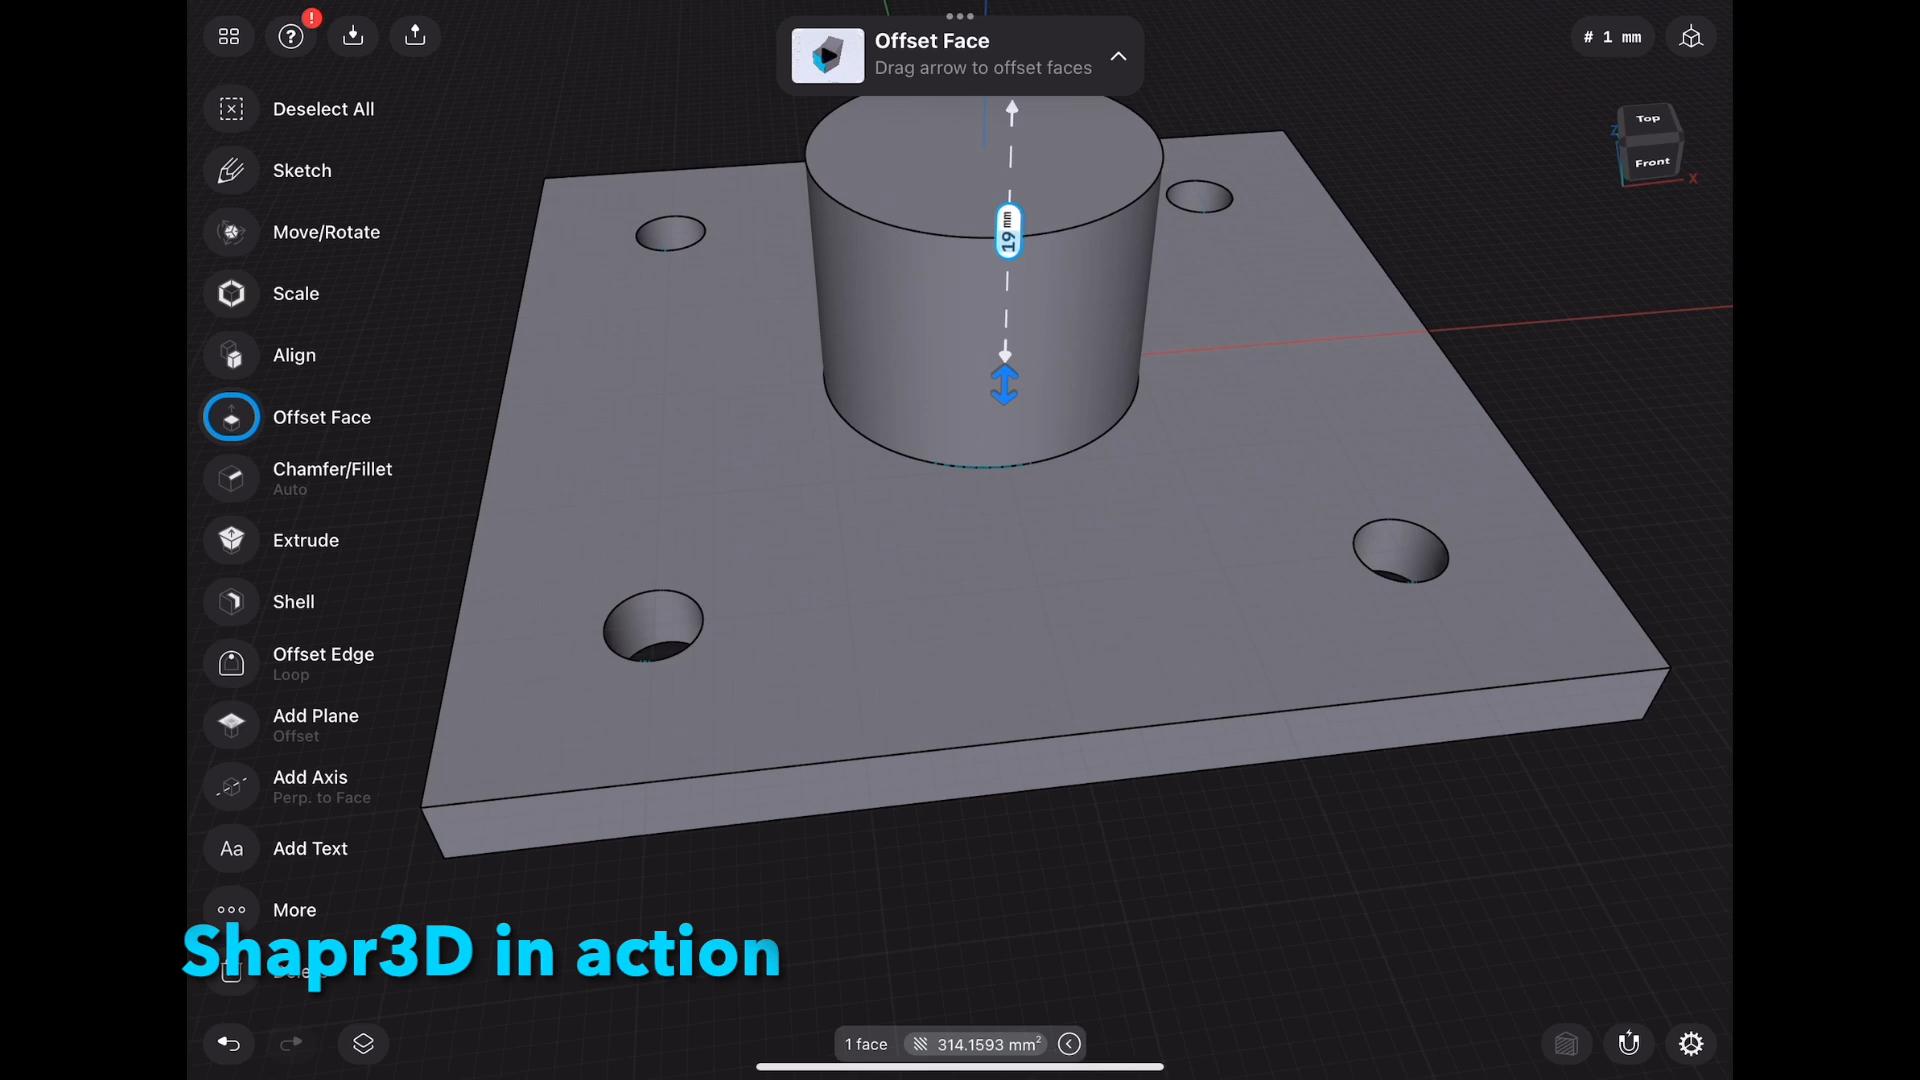 Offset Face
Drag arrow to offset faces
# 1 mm
!
?
Deselect All
Sketch
Move/Rotate
Scale
Align
Offset Face
Chamfer/Fillet
Auto
Extrude
Shell
Offset Edge
Loop
Add Plane
Offset
Add Axis
Perp. to Face
Aa Add Text
More
Shapr3D in action
19 mm
Top
Front
Z
X
1 face 314.1593 mm²